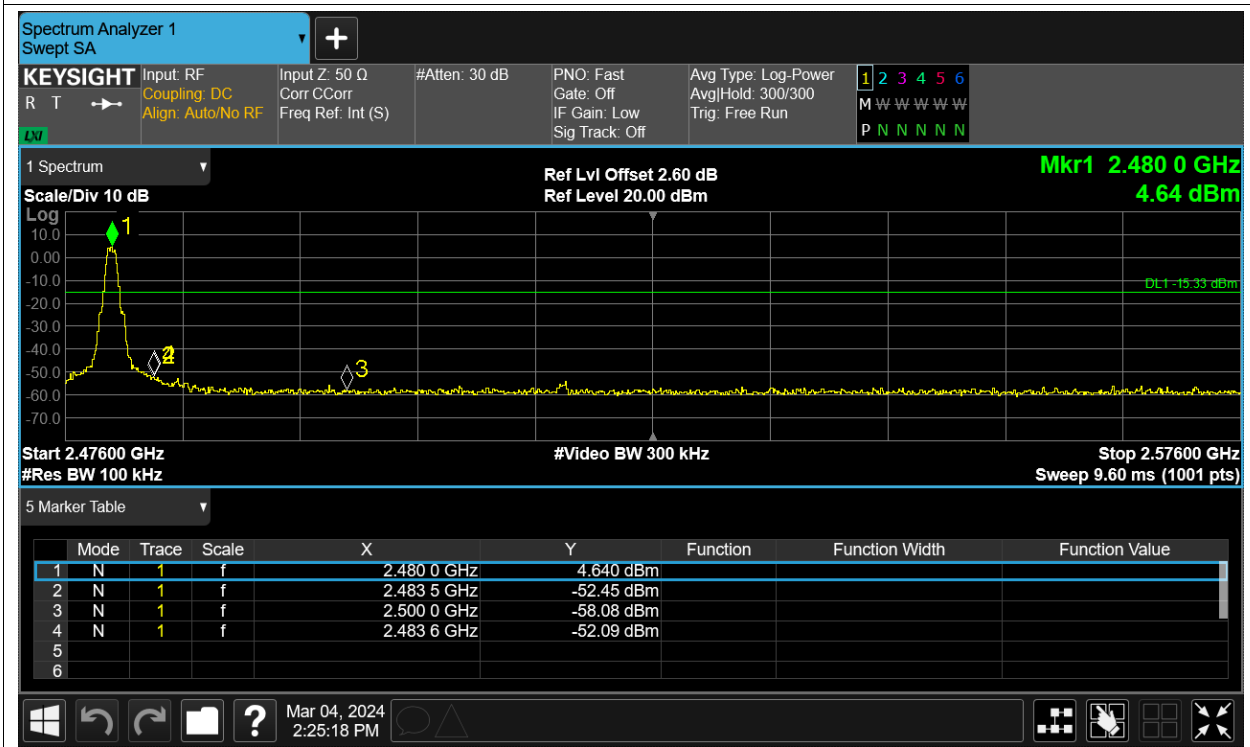 Spectrum Analyzer 1
Swept SA
KEYSIGHT
R T
LXI
Input: RF
Coupling: DC
Align: Auto/No RF
Input Z: 50 Ω
Corr CCorr
Freq Ref: Int (S)
#Atten: 30 dB
PNO: Fast
Gate: Off
IF Gain: Low
Sig Track: Off
Avg Type: Log-Power
Avg|Hold: 300/300
Trig: Free Run
1 2 3 4 5 6
M W W W W W
P N N N N N
1 Spectrum
Scale/Div 10 dB
Ref Lvl Offset 2.60 dB
Ref Level 20.00 dBm
Mkr1 2.480 0 GHz
4.64 dBm
Log
10.0
0.00
-10.0
-20.0
-30.0
-40.0
-50.0
-60.0
-70.0
1
3
DL1 -15.33 dBm
Start 2.47600 GHz
#Res BW 100 kHz
#Video BW 300 kHz
Stop 2.57600 GHz
Sweep 9.60 ms (1001 pts)
5 Marker Table
Mode Trace Scale X Y Function Function Width Function Value
1 N 1 f 2.480 0 GHz 4.640 dBm
2 N 1 f 2.483 5 GHz -52.45 dBm
3 N 1 f 2.500 0 GHz -58.08 dBm
4 N 1 f 2.483 6 GHz -52.09 dBm
5
6
?
Mar 04, 2024
2:25:18 PM